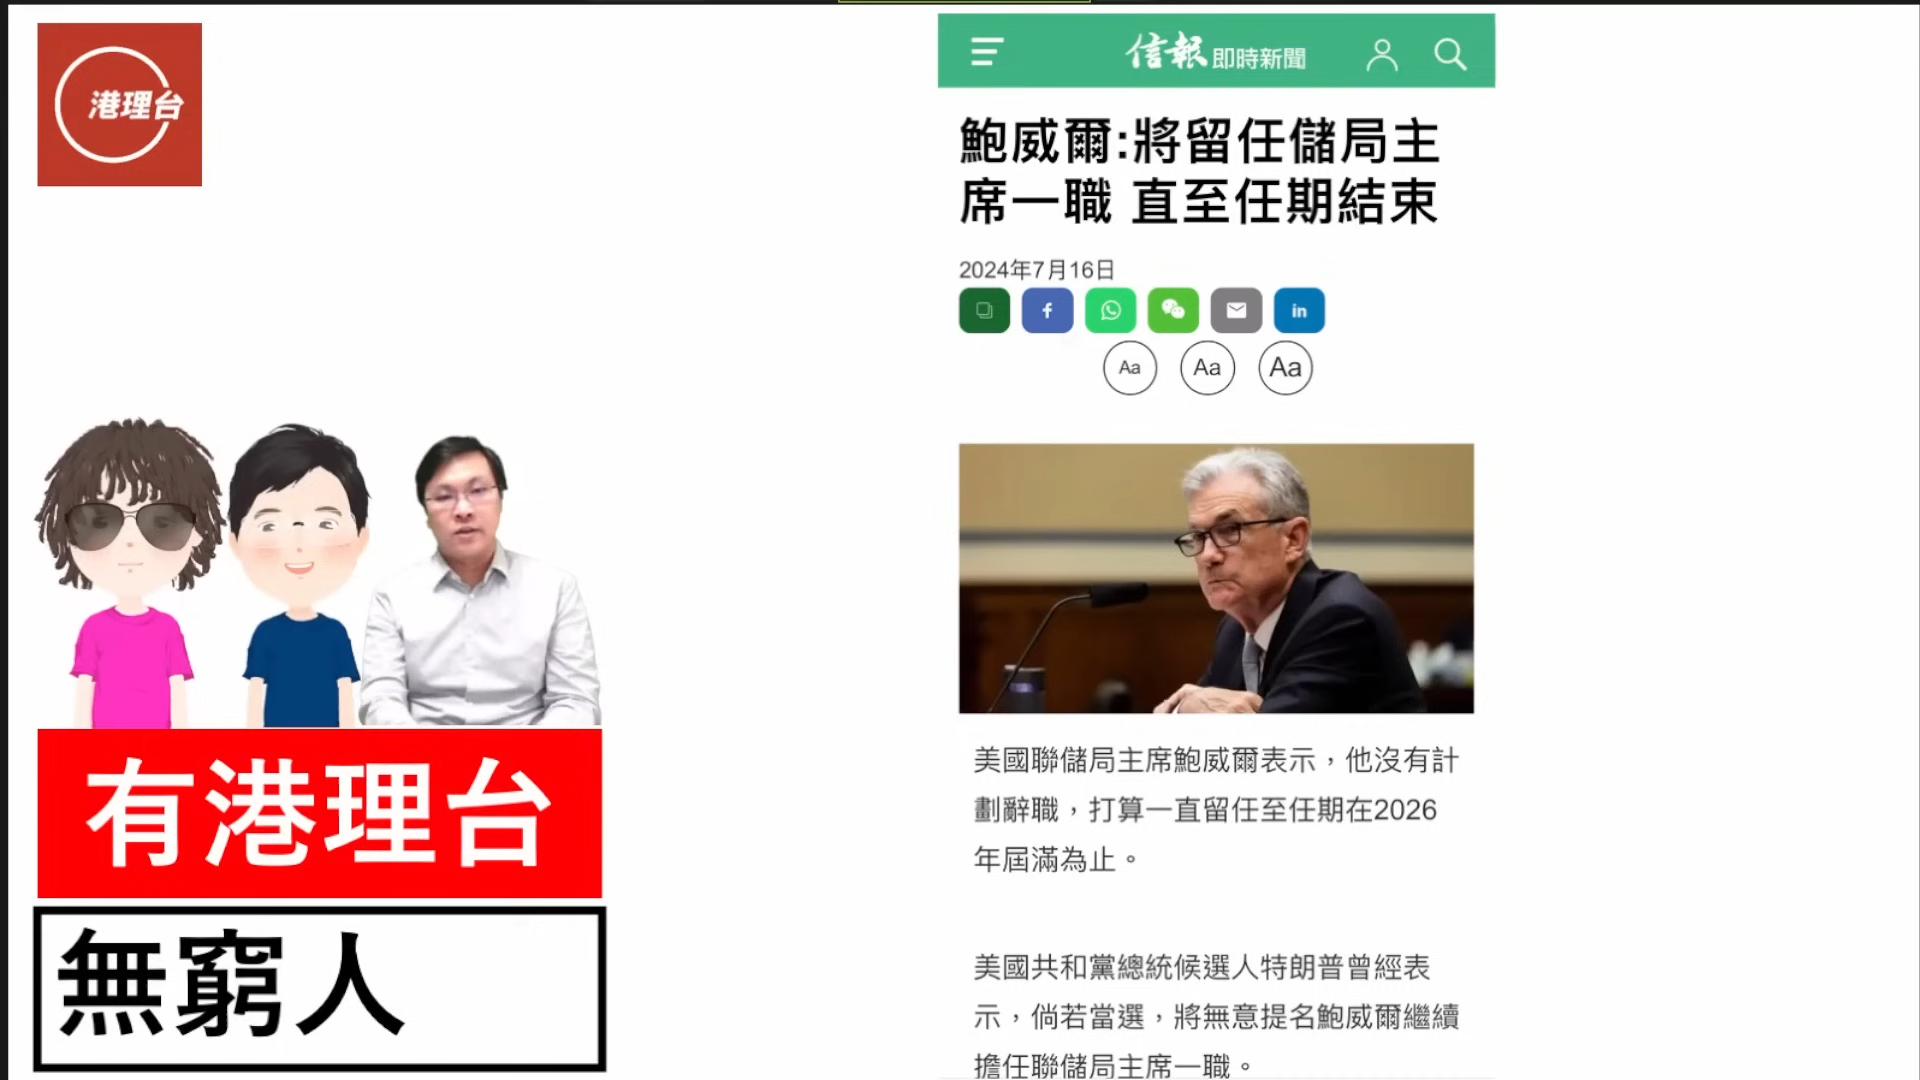 港理台
信報 即時新聞
鮑威爾:將留任儲局主
席一職 直至任期結束
2024年7月16日
f
in
Aa Aa Aa
美國聯儲局主席鮑威爾表示，他沒有計
劃辭職，打算一直留任至任期在2026
年屆滿為止。
美國共和黨總統候選人特朗普曾經表
示，倘若當選，將無意提名鮑威爾繼續
擔任聯儲局主席一職。
有港理台
無窮人